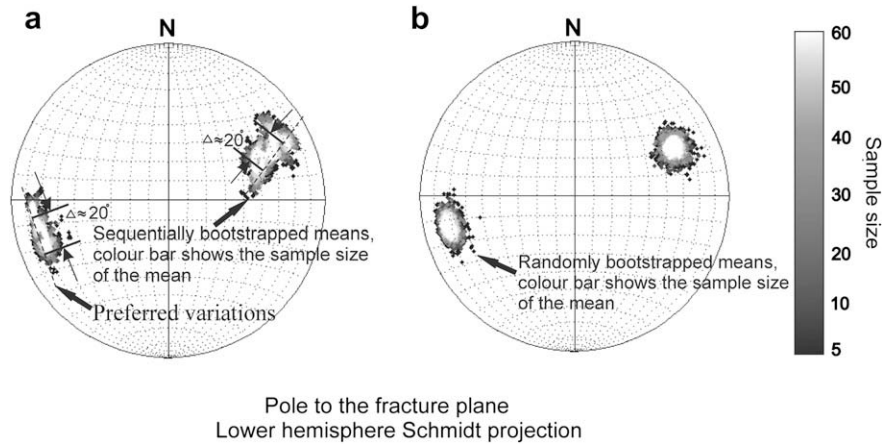 a
N
△≈20°
△≈20°
Sequentially bootstrapped means,
colour bar shows the sample size
of the mean
Preferred variations
b
N
Randomly bootstrapped means,
colour bar shows the sample size
of the mean
60
50
40
30
20
10
5
Sample size
Pole to the fracture plane
Lower hemisphere Schmidt projection